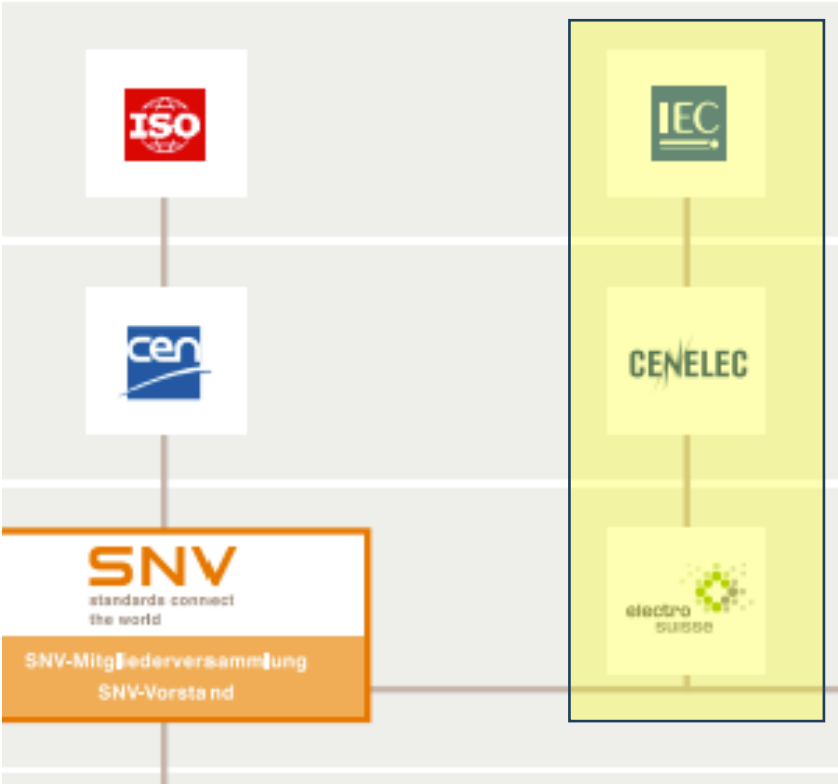 ISO
IEC
cen
CENELEC
SNV
standards connect
the world
electro
suisse
SNV-Mitgliederversammlung
SNV-Vorstand